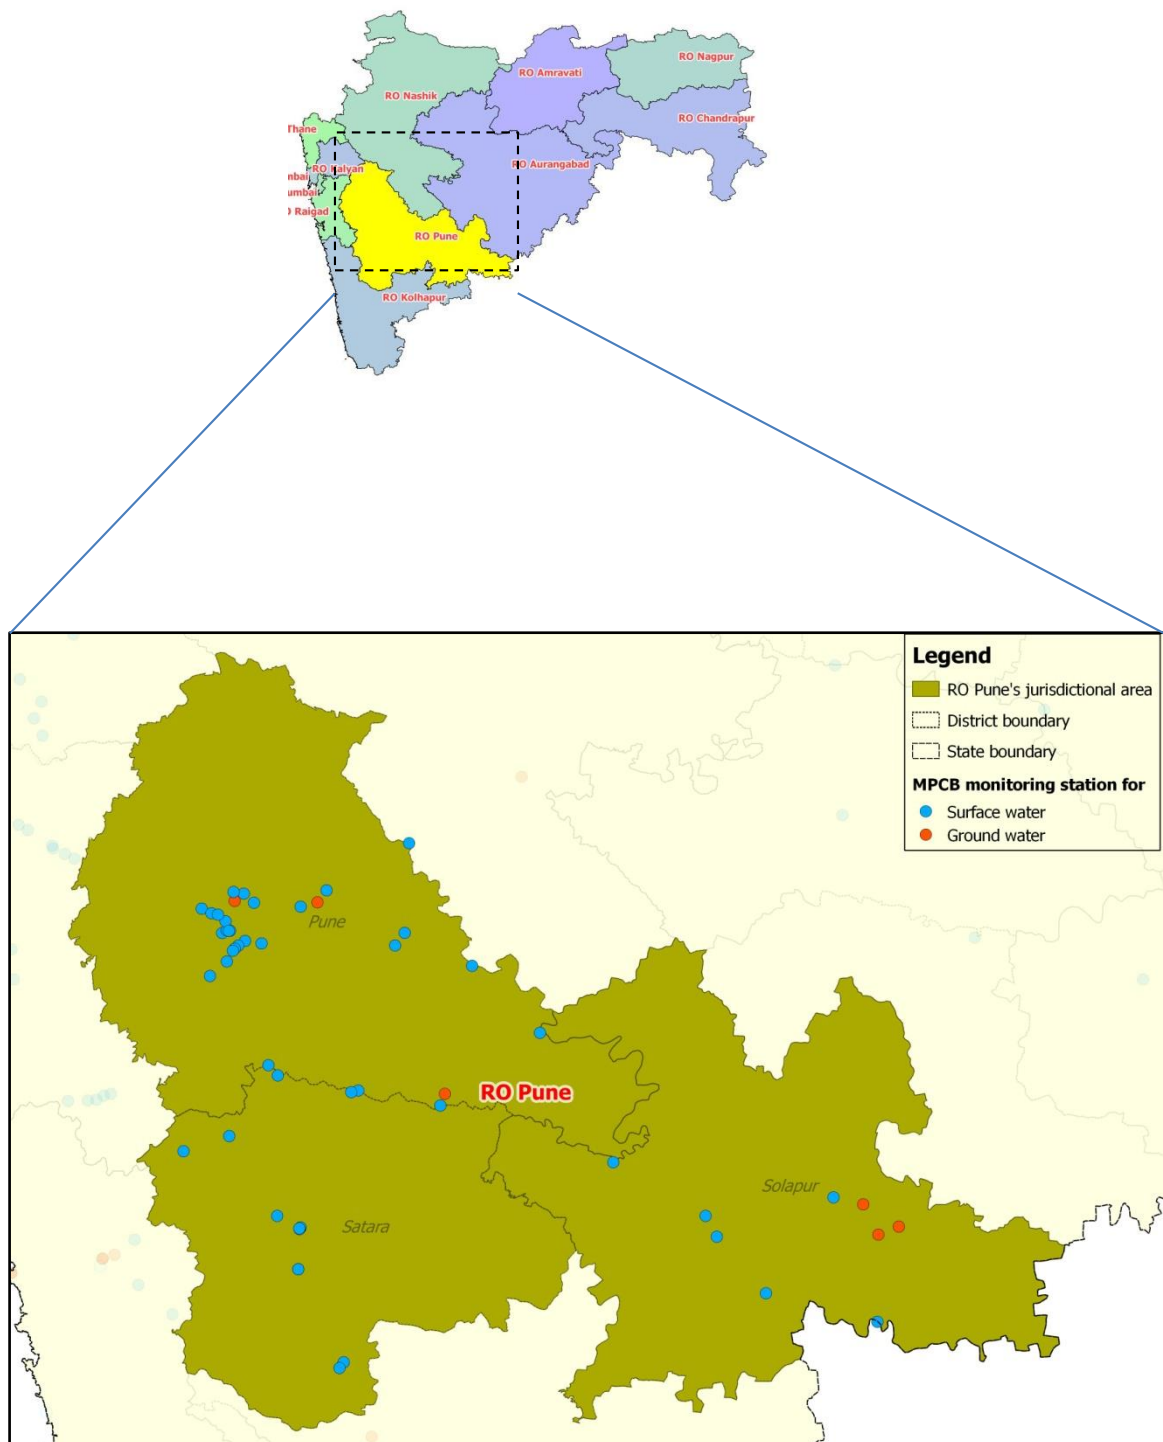 RO Nagpur
RO Amravati
RO Nashik
RO Chandrapur
Thane
RO Aurangabad
RO Kalyan
mbai
umbai
O Raigad
RO Pune
RO Kolhapur
Legend
RO Pune's jurisdictional area
District boundary
State boundary
MPCB monitoring station for
Surface water
Ground water
Pune
RO Pune
Solapur
Satara